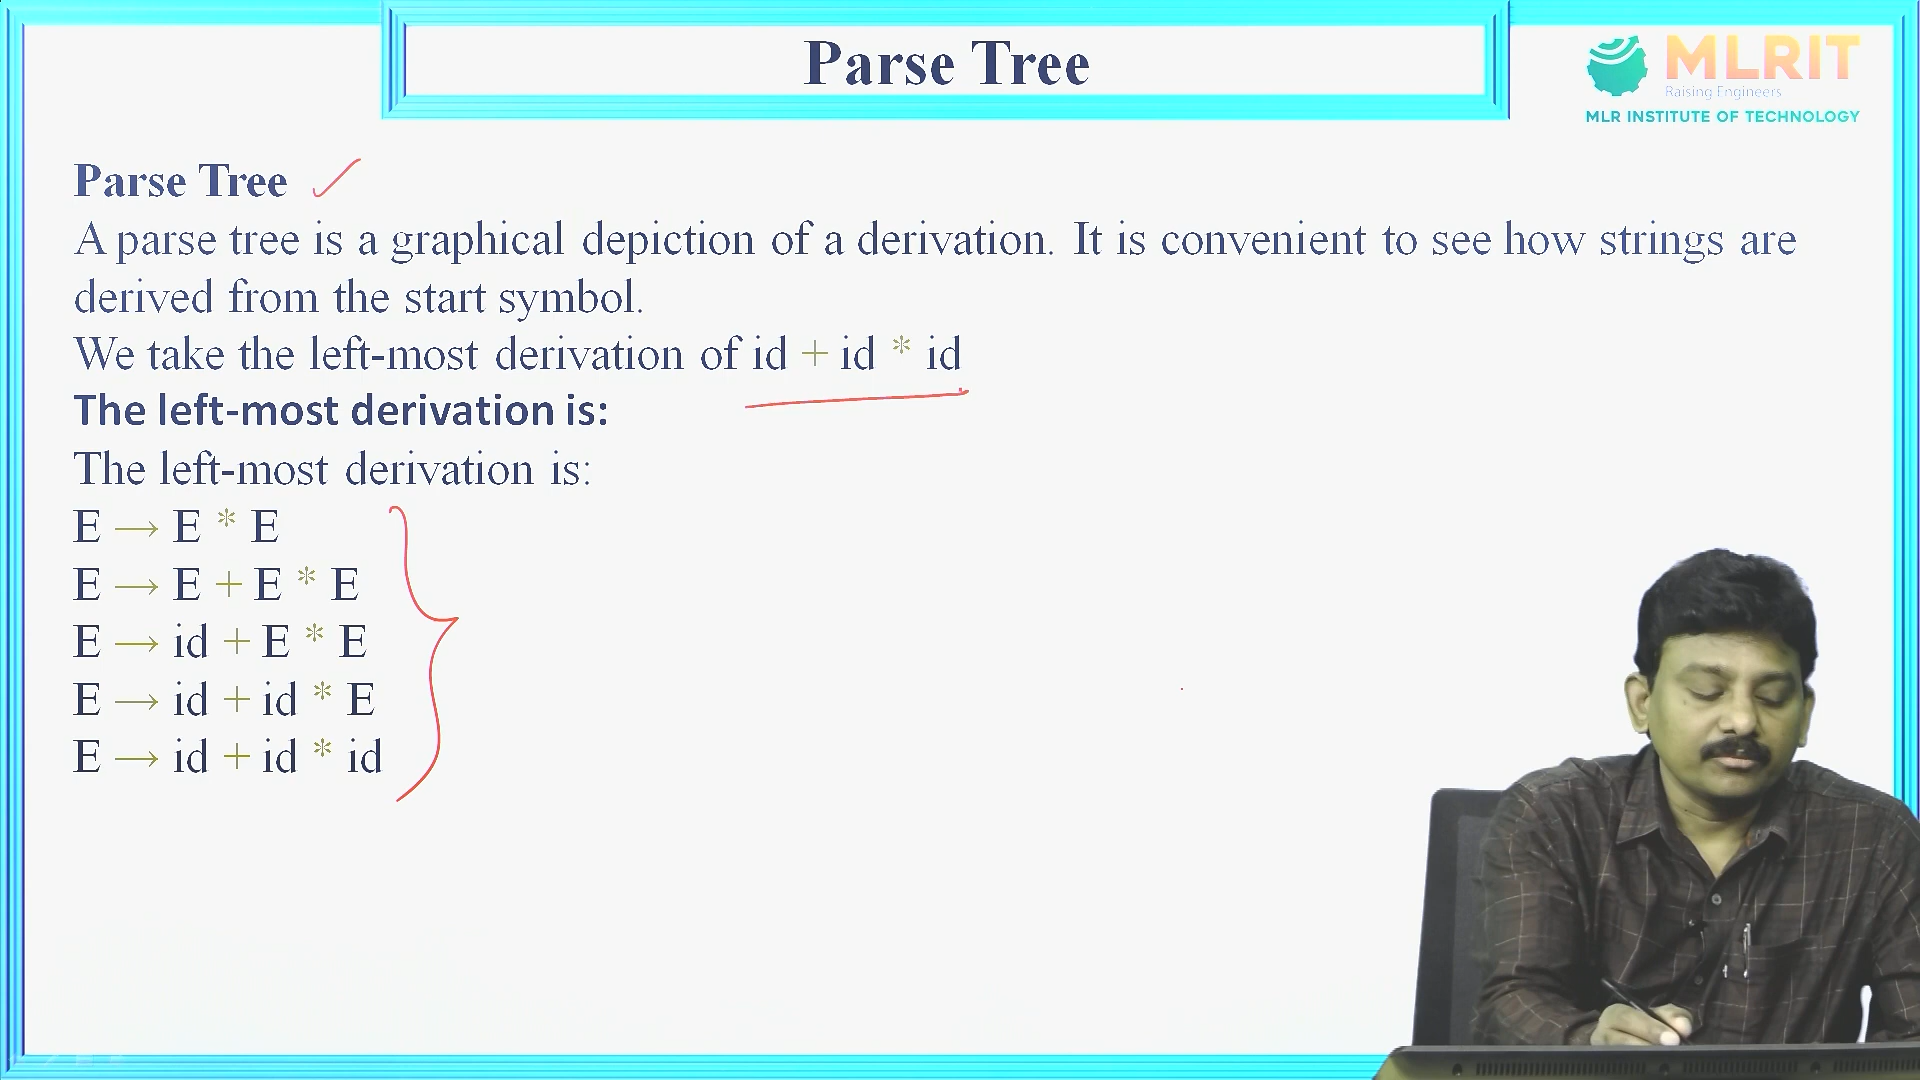 Parse Tree
MLRIT
Raising Engineers
MLR INSTITUTE OF TECHNOLOGY
Parse Tree
A parse tree is a graphical depiction of a derivation. It is convenient to see how strings are
derived from the start symbol.
We take the left-most derivation of id + id * id
The left-most derivation is:
The left-most derivation is:
E → E * E
E → E + E * E
E → id + E * E
E → id + id * E
E → id + id * id